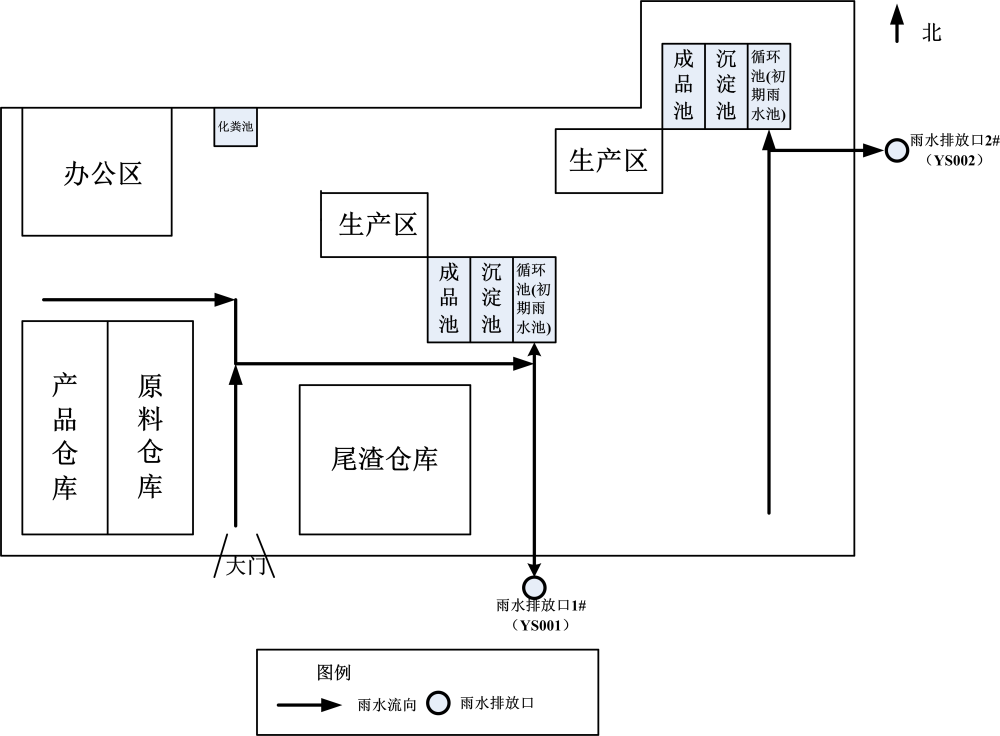 北
成品池
沉淀池
循环
池(初
期雨
水池)
化粪池
雨水排放口2#
（YS002）
办公区
生产区
生产区
成品池
沉淀池
循环
池(初
期雨
水池)
产品仓库
原料仓库
尾渣仓库
大门
雨水排放口1#
（YS001）
图例
雨水流向
雨水排放口